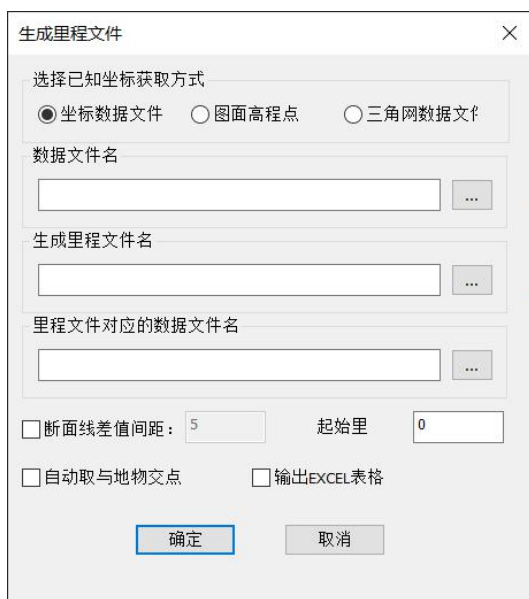 生成里程文件
选择已知坐标获取方式
坐标数据文件 图面高程点 三角网数据文件
数据文件名
...
生成里程文件名
...
里程文件对应的数据文件名
...
断面线差值间距： 5 起始里 0
自动取与地物交点 输出EXCEL表格
确定 取消